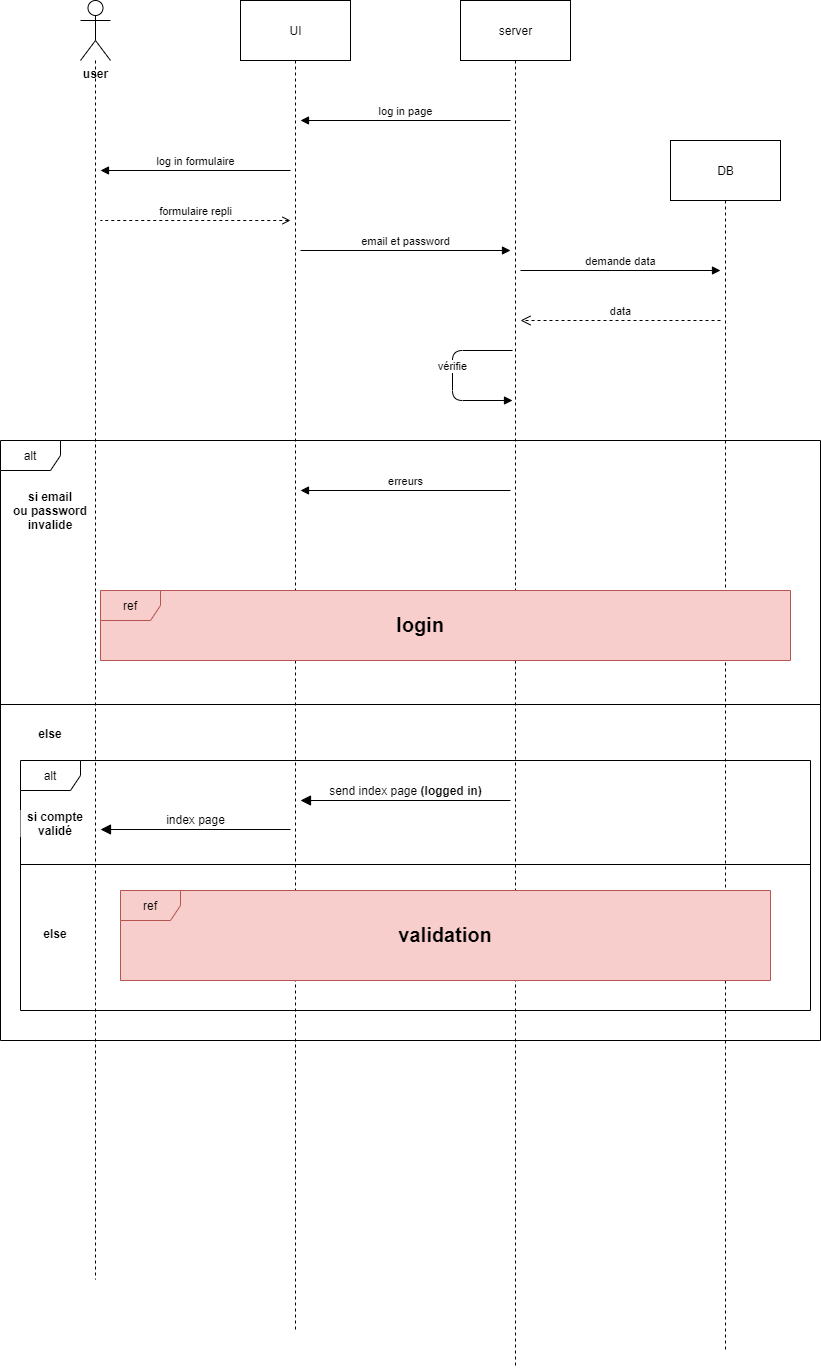 UI
server
user
log in page
log in formulaire
DB
formulaire repli
email et password
demande data
data
vérifie
alt
erreurs
si email
ou password
invalide
ref
login
else
alt
send index page (logged in)
si compte
validé
index page
ref
else
validation